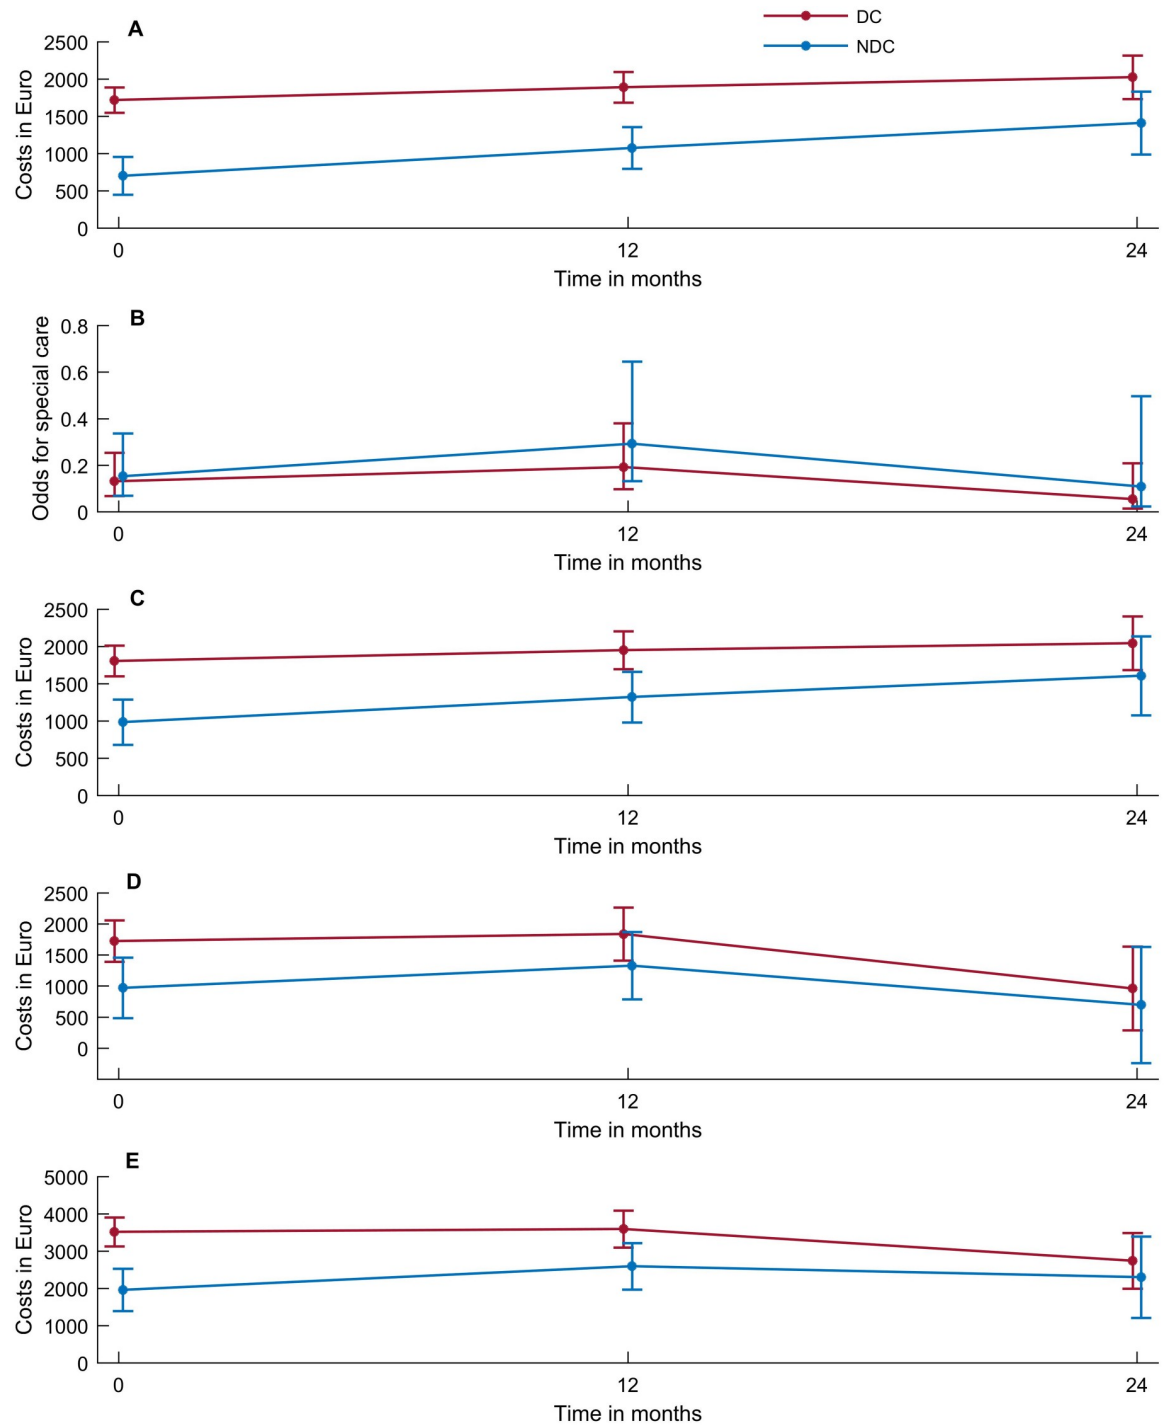 A
DC
NDC
2500
2000
1500
1000
500
0
Costs in Euro
0 12 24
Time in months
B
0.8
0.6
0.4
0.2
0
Odds for special care
0 12 24
Time in months
C
2500
2000
1500
1000
500
0
Costs in Euro
0 12 24
Time in months
D
2500
2000
1500
1000
500
0
Costs in Euro
0 12 24
Time in months
E
5000
4000
3000
2000
1000
0
Costs in Euro
0 12 24
Time in months